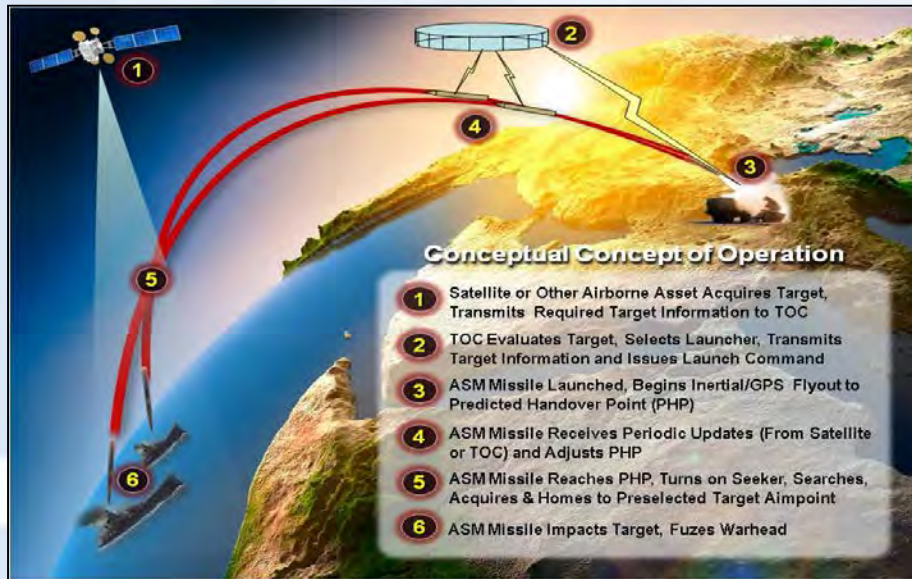 1
2
4
3
5
6
Conceptual Concept of Operation
1 Satellite or Other Airborne Asset Acquires Target,
Transmits Required Target Information to TOC
2 TOC Evaluates Target, Selects Launcher, Transmits
Target Information and Issues Launch Command
3 ASM Missile Launched, Begins Inertial/GPS Flyout to
Predicted Handover Point (PHP)
4 ASM Missile Receives Periodic Updates (From Satellite
or TOC) and Adjusts PHP
5 ASM Missile Reaches PHP, Turns on Seeker, Searches,
Acquires & Homes to Preselected Target Aimpoint
6 ASM Missile Impacts Target, Fuzes Warhead